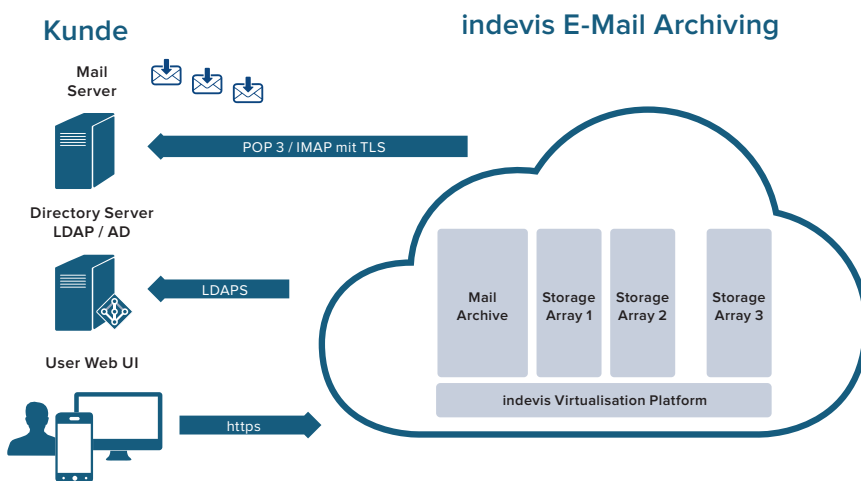 Kunde
indevis E-Mail Archiving
Mail
Server
POP 3 / IMAP mit TLS
Directory Server
LDAP / AD
LDAPS
Mail
Archive
Storage
Array 1
Storage
Array 2
Storage
Array 3
User Web UI
https
indevis Virtualisation Platform